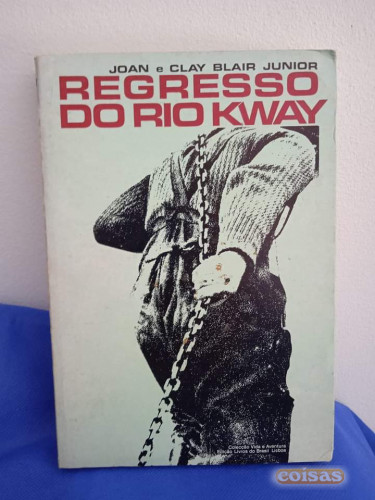 JOAN e CLAY BLAIR JUNIOR
REGRESSO
DO RIO KWAY
Colecção Vida e Aventura
Edição Livros do Brasil Lisboa
coisas